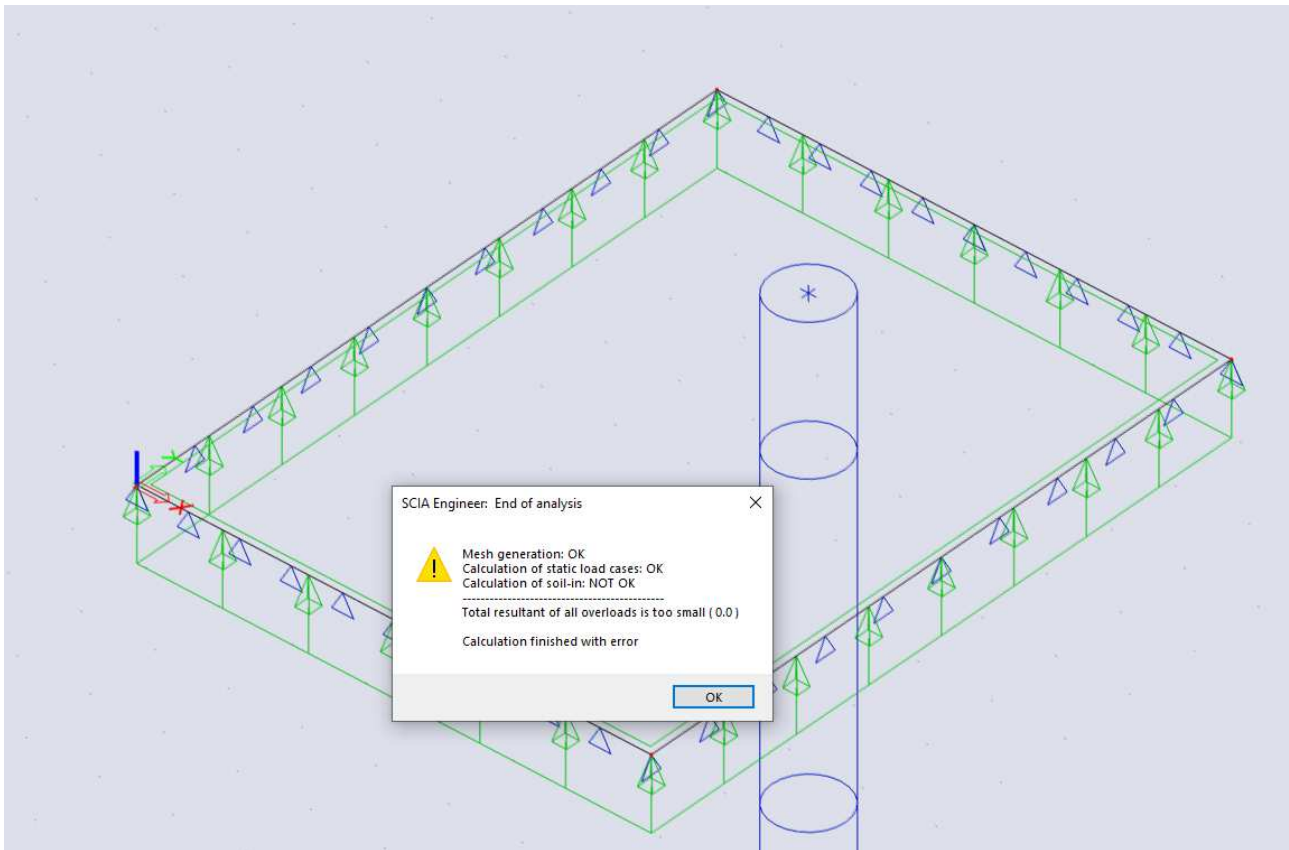 SCIA Engineer: End of analysis
Mesh generation: OK
Calculation of static load cases: OK
Calculation of soil-in: NOT OK
---------------------------------------------
Total resultant of all overloads is too small ( 0.0 )
Calculation finished with error
OK